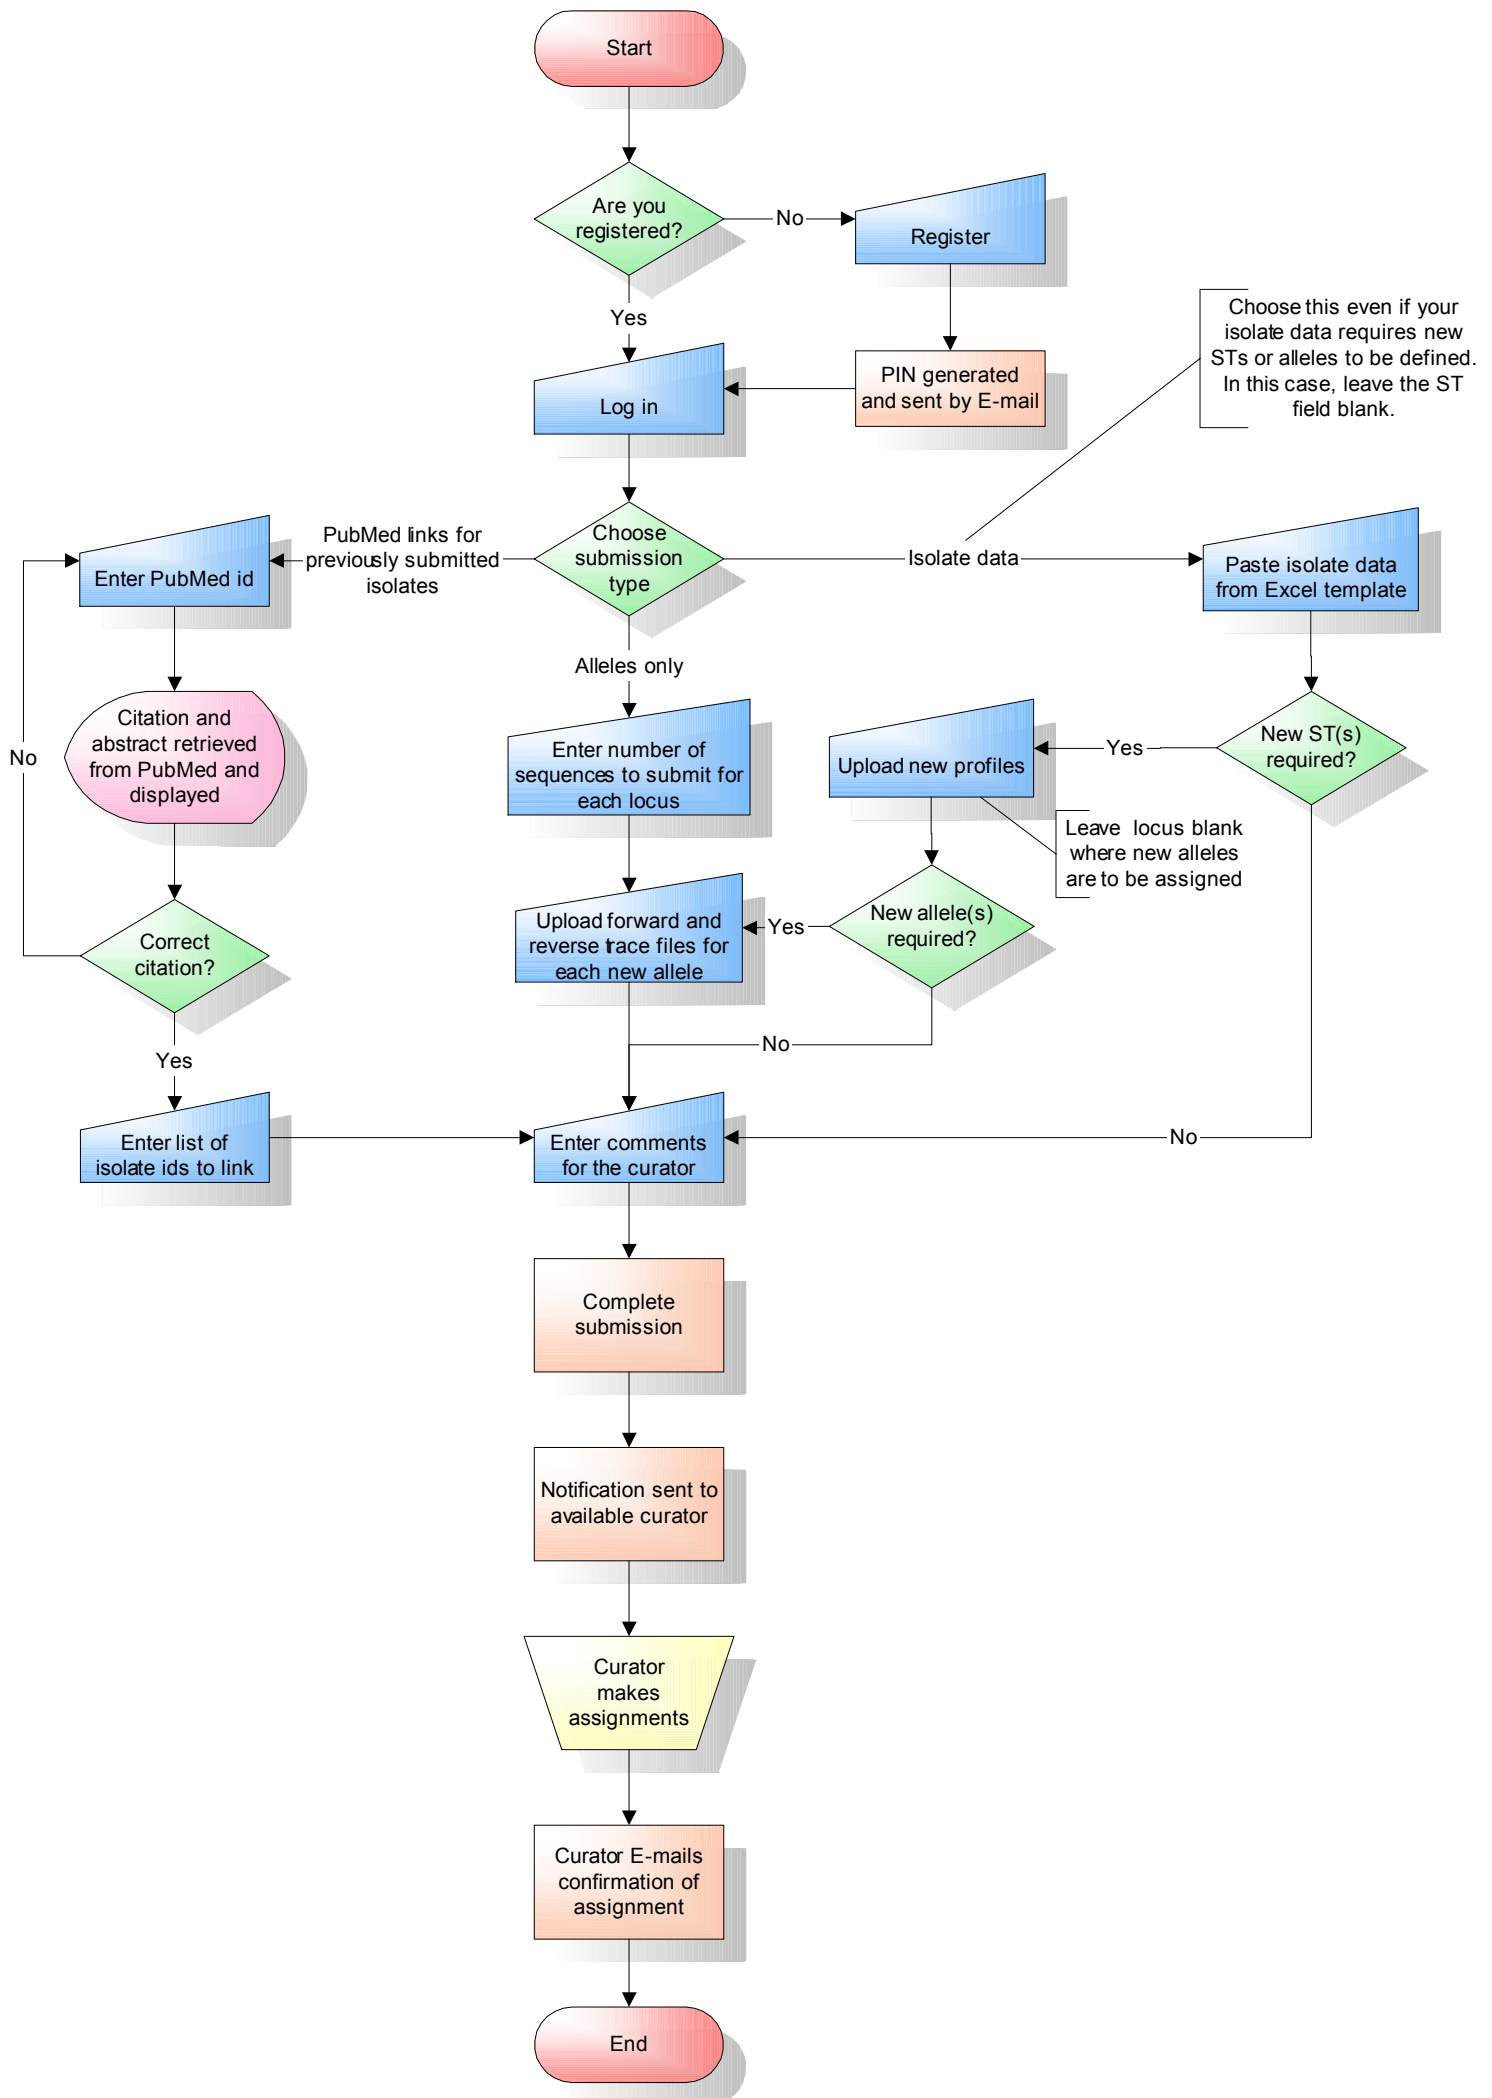 Start
Are you
registered?
No
Register
Yes
Choose this even if your
isolate data requires new
STs or alleles to be defined.
In this case, leave the ST
field blank.
PIN generated
and sent by E-mail
Log in
PubMed links for
previously submitted
isolates
Choose
submission
type
Isolate data
Enter PubMed id
Paste isolate data
from Excel template
Alleles only
Citation and
abstract retrieved
from PubMed and
displayed
No
Enter number of
sequences to submit for
each locus
Upload new profiles
Yes
New ST(s)
required?
Leave locus blank
where new alleles
are to be assigned
Correct
citation?
Upload forward and
reverse trace files for
each new allele
Yes
New allele(s)
required?
No
Yes
Enter list of
isolate ids to link
Enter comments
for the curator
No
Complete
submission
Notification sent to
available curator
Curator
makes
assignments
Curator E-mails
confirmation of
assignment
End